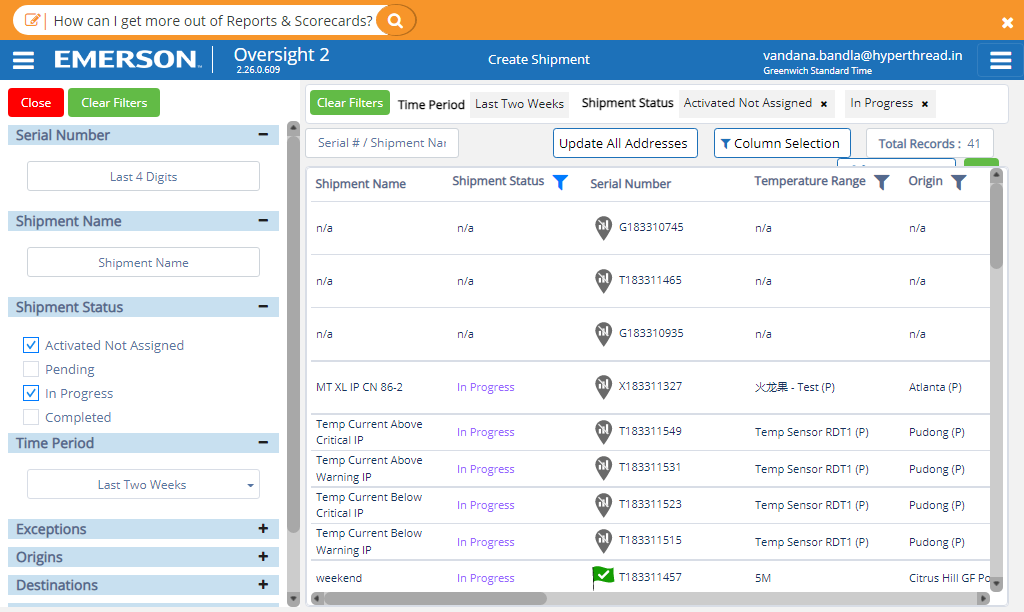 How can I get more out of Reports & Scorecards?
EMERSON™
Oversight 2
2.26.0.609
Create Shipment
vandana.bandla@hyperthread.in
Greenwich Standard Time
Close
Clear Filters
Serial Number
Last 4 Digits
Shipment Name
Shipment Name
Shipment Status
Activated Not Assigned
Pending
In Progress
Completed
Time Period
Last Two Weeks
Exceptions
Origins
Destinations
Clear Filters
Time Period
Last Two Weeks
Shipment Status
Activated Not Assigned ×
In Progress ×
Serial # / Shipment Nar
Update All Addresses
Column Selection
Total Records : 41
Shipment Name Shipment Status Serial Number Temperature Range Origin
n/a n/a G183310745 n/a n/a
n/a n/a T183311465 n/a n/a
n/a n/a G183310935 n/a n/a
MT XL IP CN 86-2 In Progress X183311327 火龙果 - Test (P) Atlanta (P)
Temp Current Above
Critical IP
In Progress T183311549 Temp Sensor RDT1 (P) Pudong (P)
Temp Current Above
Warning IP
In Progress T183311531 Temp Sensor RDT1 (P) Pudong (P)
Temp Current Below
Critical IP
In Progress T183311523 Temp Sensor RDT1 (P) Pudong (P)
Temp Current Below
Warning IP
In Progress T183311515 Temp Sensor RDT1 (P) Pudong (P)
weekend In Progress T183311457 5M Citrus Hill GF Po